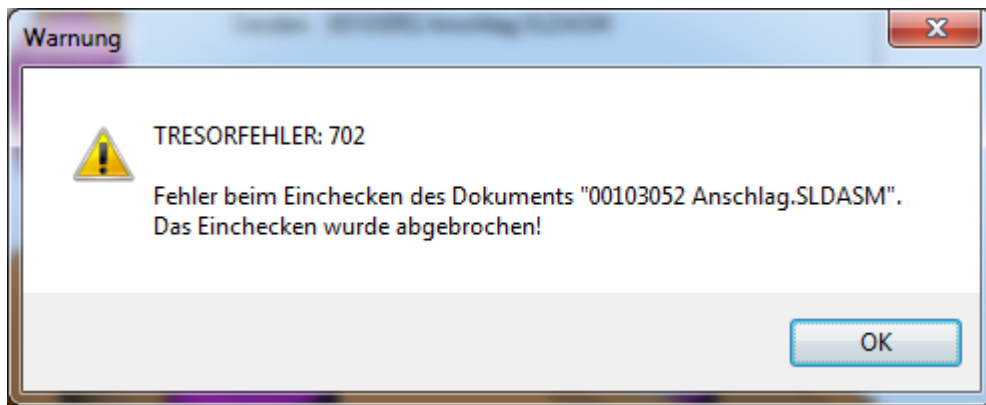 Warnung
TRESORFEHLER: 702
Fehler beim Einchecken des Dokuments "00103052 Anschlag.SLDASM".
Das Einchecken wurde abgebrochen!
OK